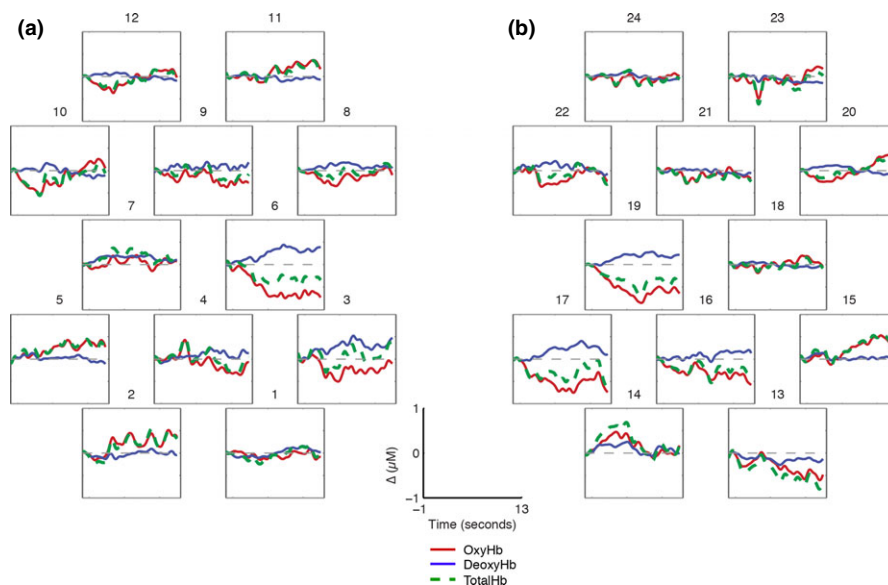 12 11 24 23
(a) (b)
10 9 8 22 21 20
7 6 19 18
5 4 3 17 16 15
2 1 14 13
1
0
−1
Δ (μM)
−1 13
Time (seconds)
OxyHb
DeoxyHb
TotalHb